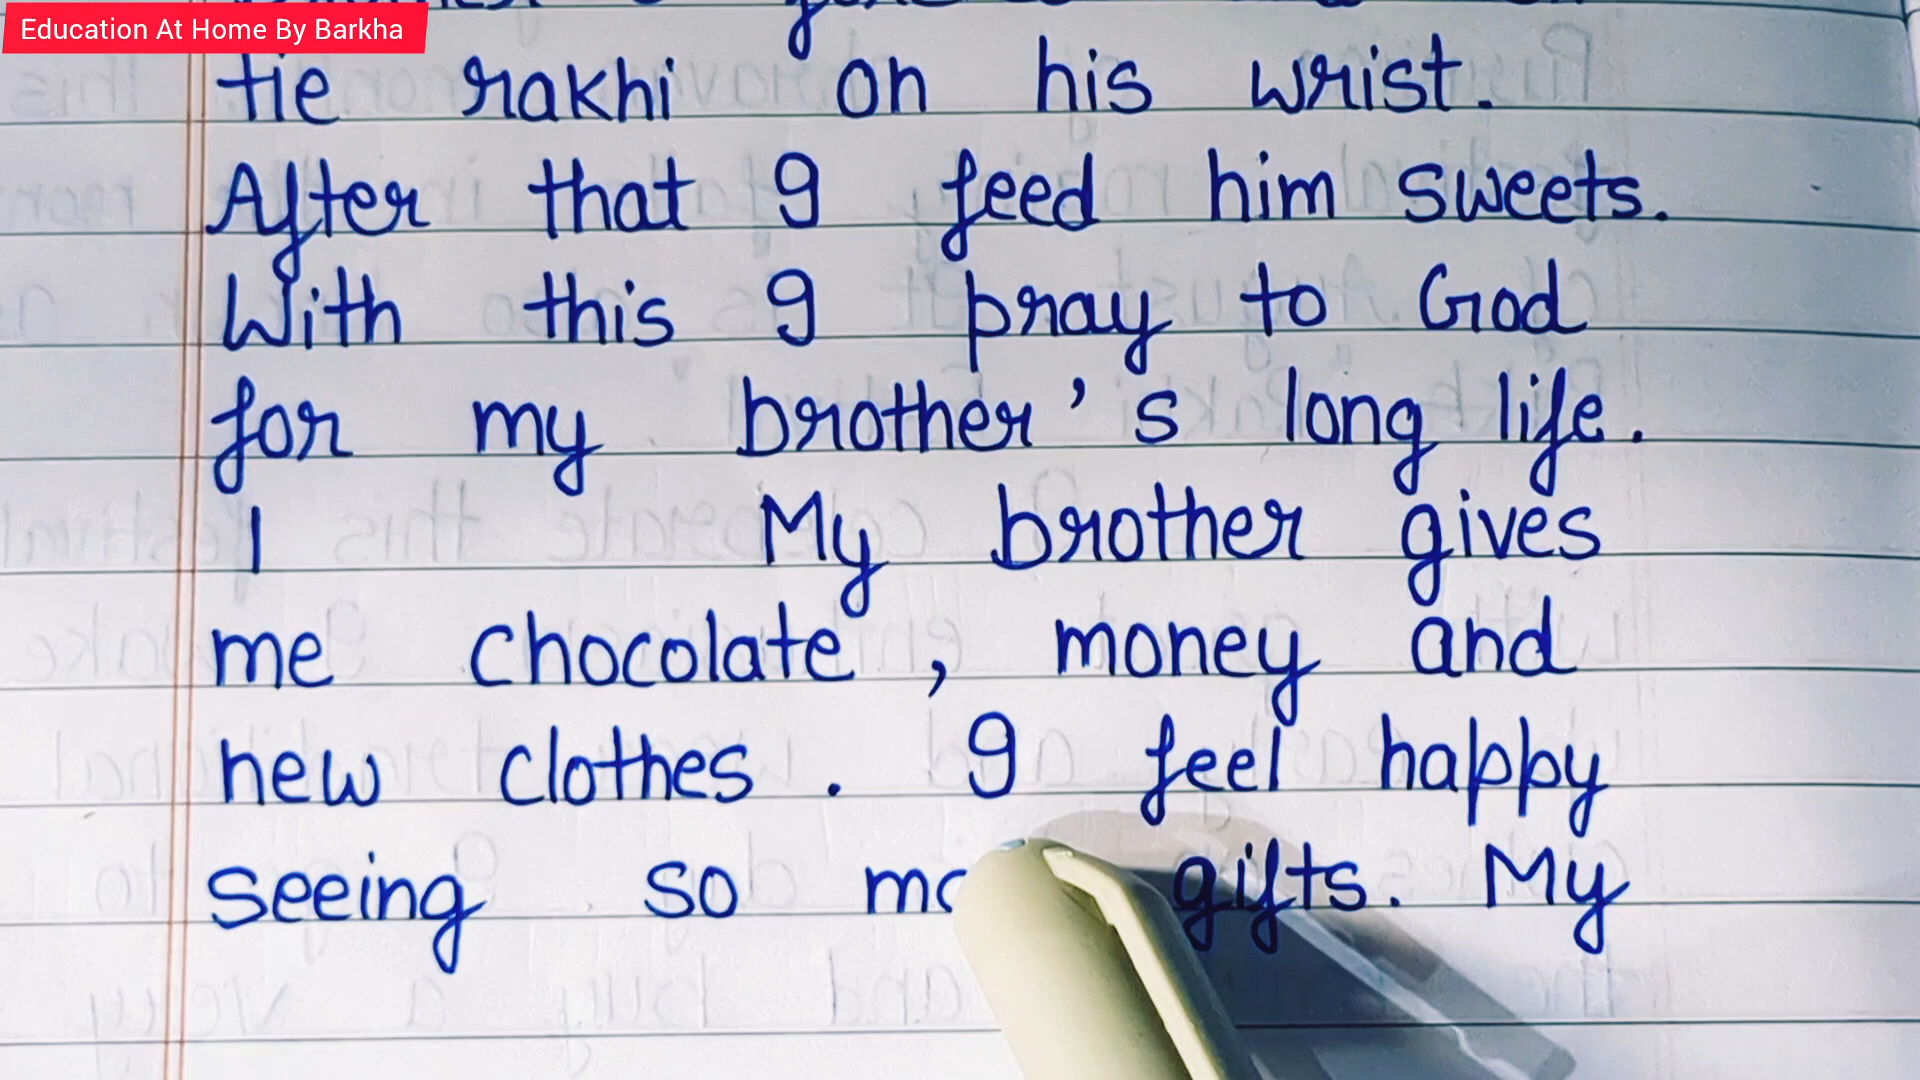 Education At Home By Barkha
tie rakhi on his wrist.
After that I feed him sweets.
With this I pray to God
for my brother's long life.
I My brother gives
me chocolate, money and
new clothes. I feel happy
seeing so gifts. My